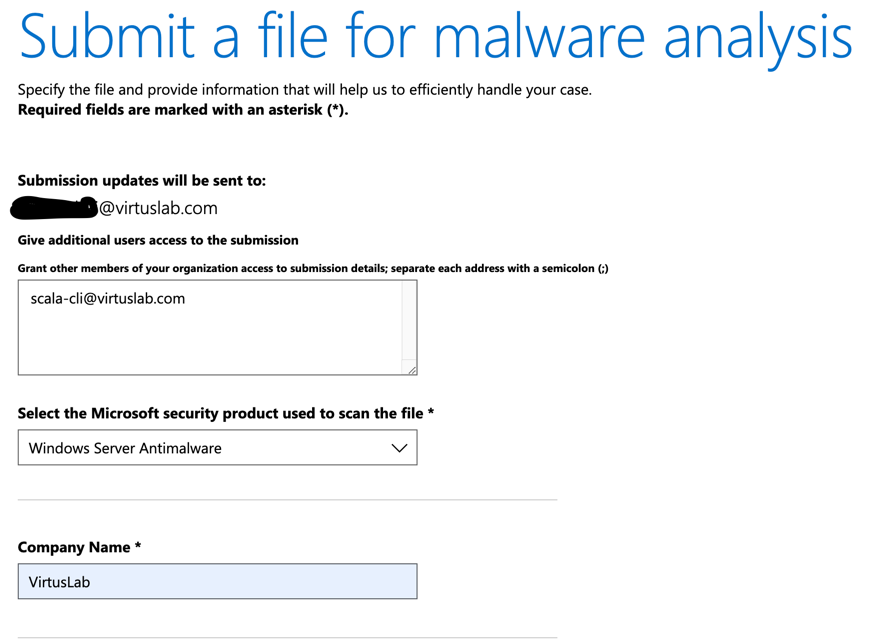 Submit a file for malware analysis
Specify the file and provide information that will help us to efficiently handle your case.
Required fields are marked with an asterisk (*).
Submission updates will be sent to:
@virtuslab.com
Give additional users access to the submission
Grant other members of your organization access to submission details; separate each address with a semicolon (;)
scala-cli@virtuslab.com
Select the Microsoft security product used to scan the file *
Windows Server Antimalware
Company Name *
VirtusLab